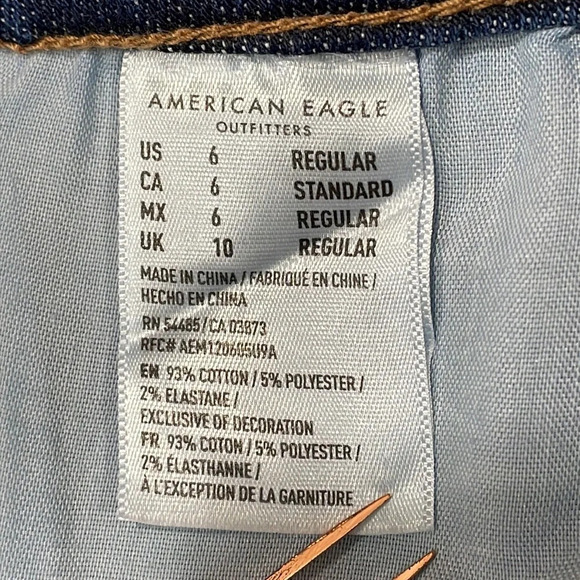 AMERICAN EAGLE
OUTFITTERS
US 6 REGULAR
CA 6 STANDARD
MX 6 REGULAR
UK 10 REGULAR
MADE IN CHINA / FABRIQUÉ EN CHINE /
HECHO EN CHINA
RN 54485 / CA 03873
RFC# AEM120605U9A
EN 93% COTTON / 5% POLYESTER /
2% ELASTANE /
EXCLUSIVE OF DECORATION
FR 93% COTON / 5% POLYESTER /
2% ÉLASTHANNE /
À L'EXCEPTION DE LA GARNITURE